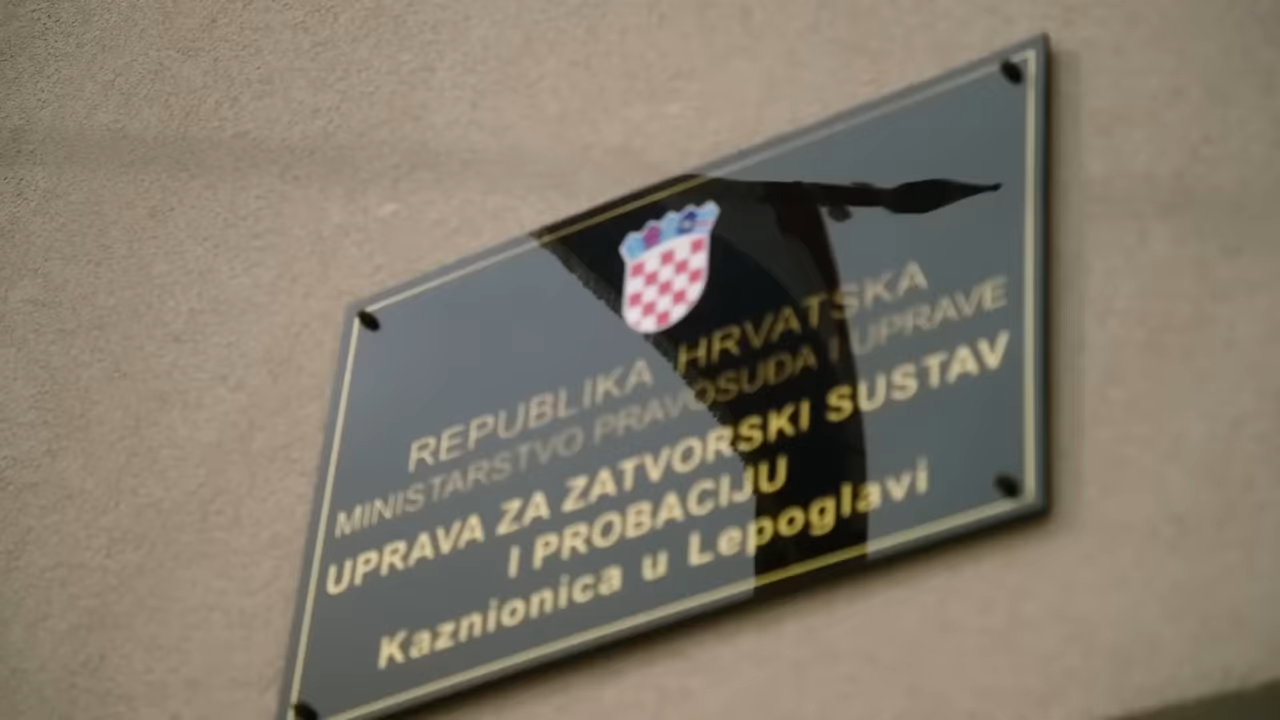 REPUBLIKA HRVATSKA
MINISTARSTVO PRAVOSUĐA I UPRAVE
UPRAVA ZA ZATVORSKI SUSTAV
I PROBACIJU
Kaznionica u Lepoglavi